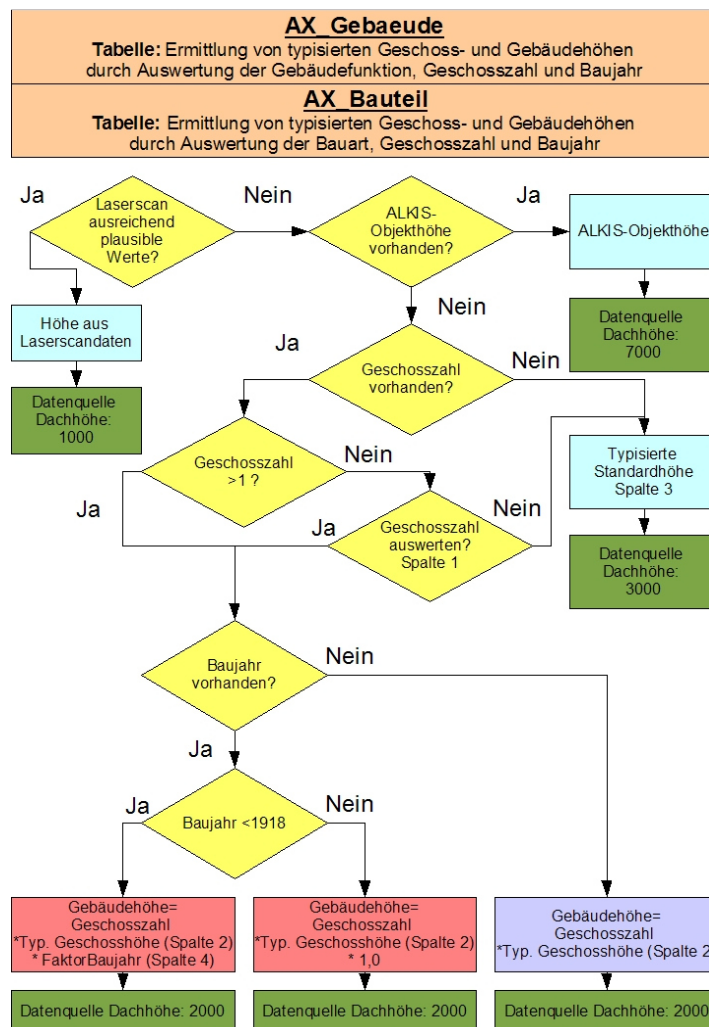 AX_Gebaeude
Tabelle: Ermittlung von typisierten Geschoss- und Gebäudehöhen
durch Auswertung der Gebäudefunktion, Geschosszahl und Baujahr
AX_Bauteil
Tabelle: Ermittlung von typisierten Geschoss- und Gebäudehöhen
durch Auswertung der Bauart, Geschosszahl und Baujahr
Ja
Laserscan
ausreichend
plausible
Werte?
Nein
ALKIS-
Objekthöhe
vorhanden?
Ja
ALKIS-Objekthöhe
Höhe aus
Laserscandaten
Nein
Datenquelle
Dachhöhe:
7000
Datenquelle
Dachhöhe:
1000
Ja
Geschosszahl
vorhanden?
Nein
Geschosszahl
>1 ?
Nein
Typisierte
Standardhöhe
Spalte 3
Ja
Ja
Geschosszahl
auswerten?
Spalte 1
Nein
Datenquelle
Dachhöhe:
3000
Baujahr
vorhanden?
Nein
Ja
Ja
Baujahr <1918
Nein
Gebäudehöhe=
Geschosszahl
*Typ. Geschosshöhe (Spalte 2)
* FaktorBaujahr (Spalte 4)
Gebäudehöhe=
Geschosszahl
*Typ. Geschosshöhe (Spalte 2)
* 1,0
Gebäudehöhe=
Geschosszahl
*Typ. Geschosshöhe (Spalte 2
Datenquelle Dachhöhe: 2000
Datenquelle Dachhöhe: 2000
Datenquelle Dachhöhe: 2000